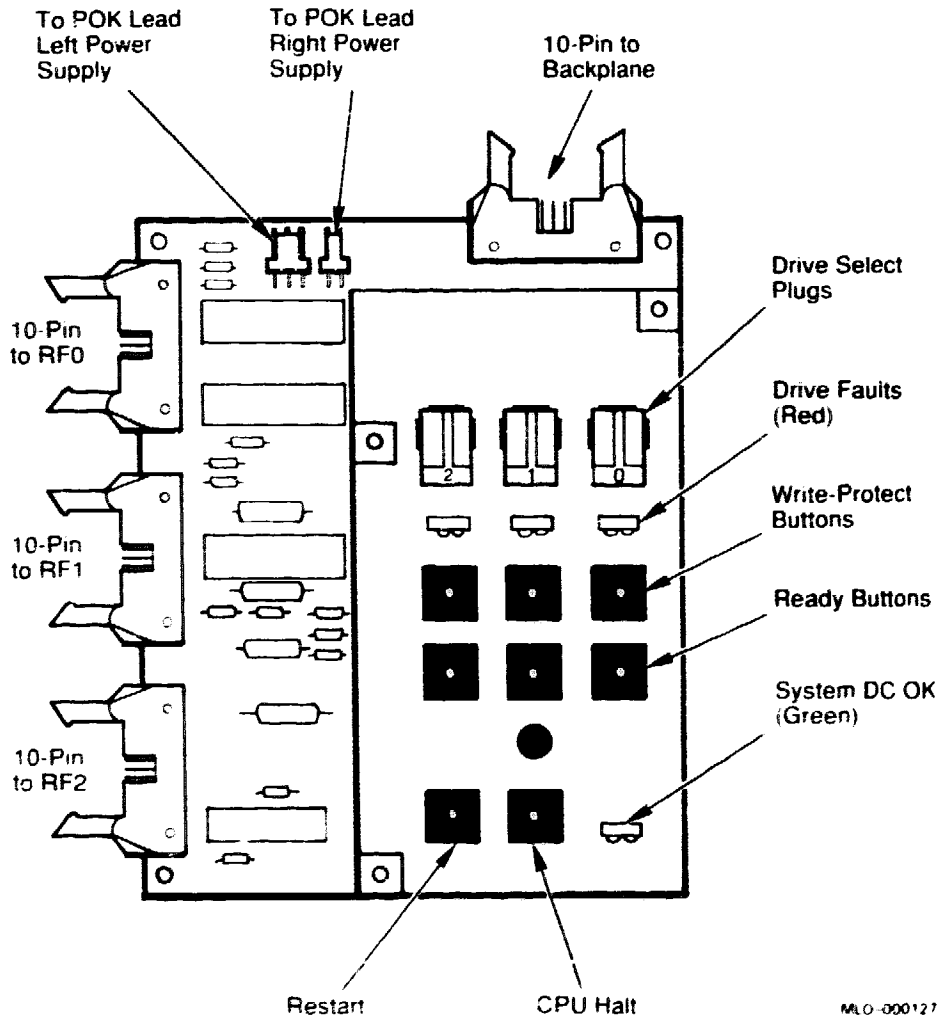 To POK Lead
Left Power
Supply
To POK Lead
Right Power
Supply
10-Pin to
Backplane
Drive Select
Plugs
10-Pin
to RF0
Drive Faults
(Red)
2
1
0
Write-Protect
Buttons
10-Pin
to RF1
Ready Buttons
System DC OK
(Green)
10-Pin
to RF2
Restart
CPU Halt
MLO-000127